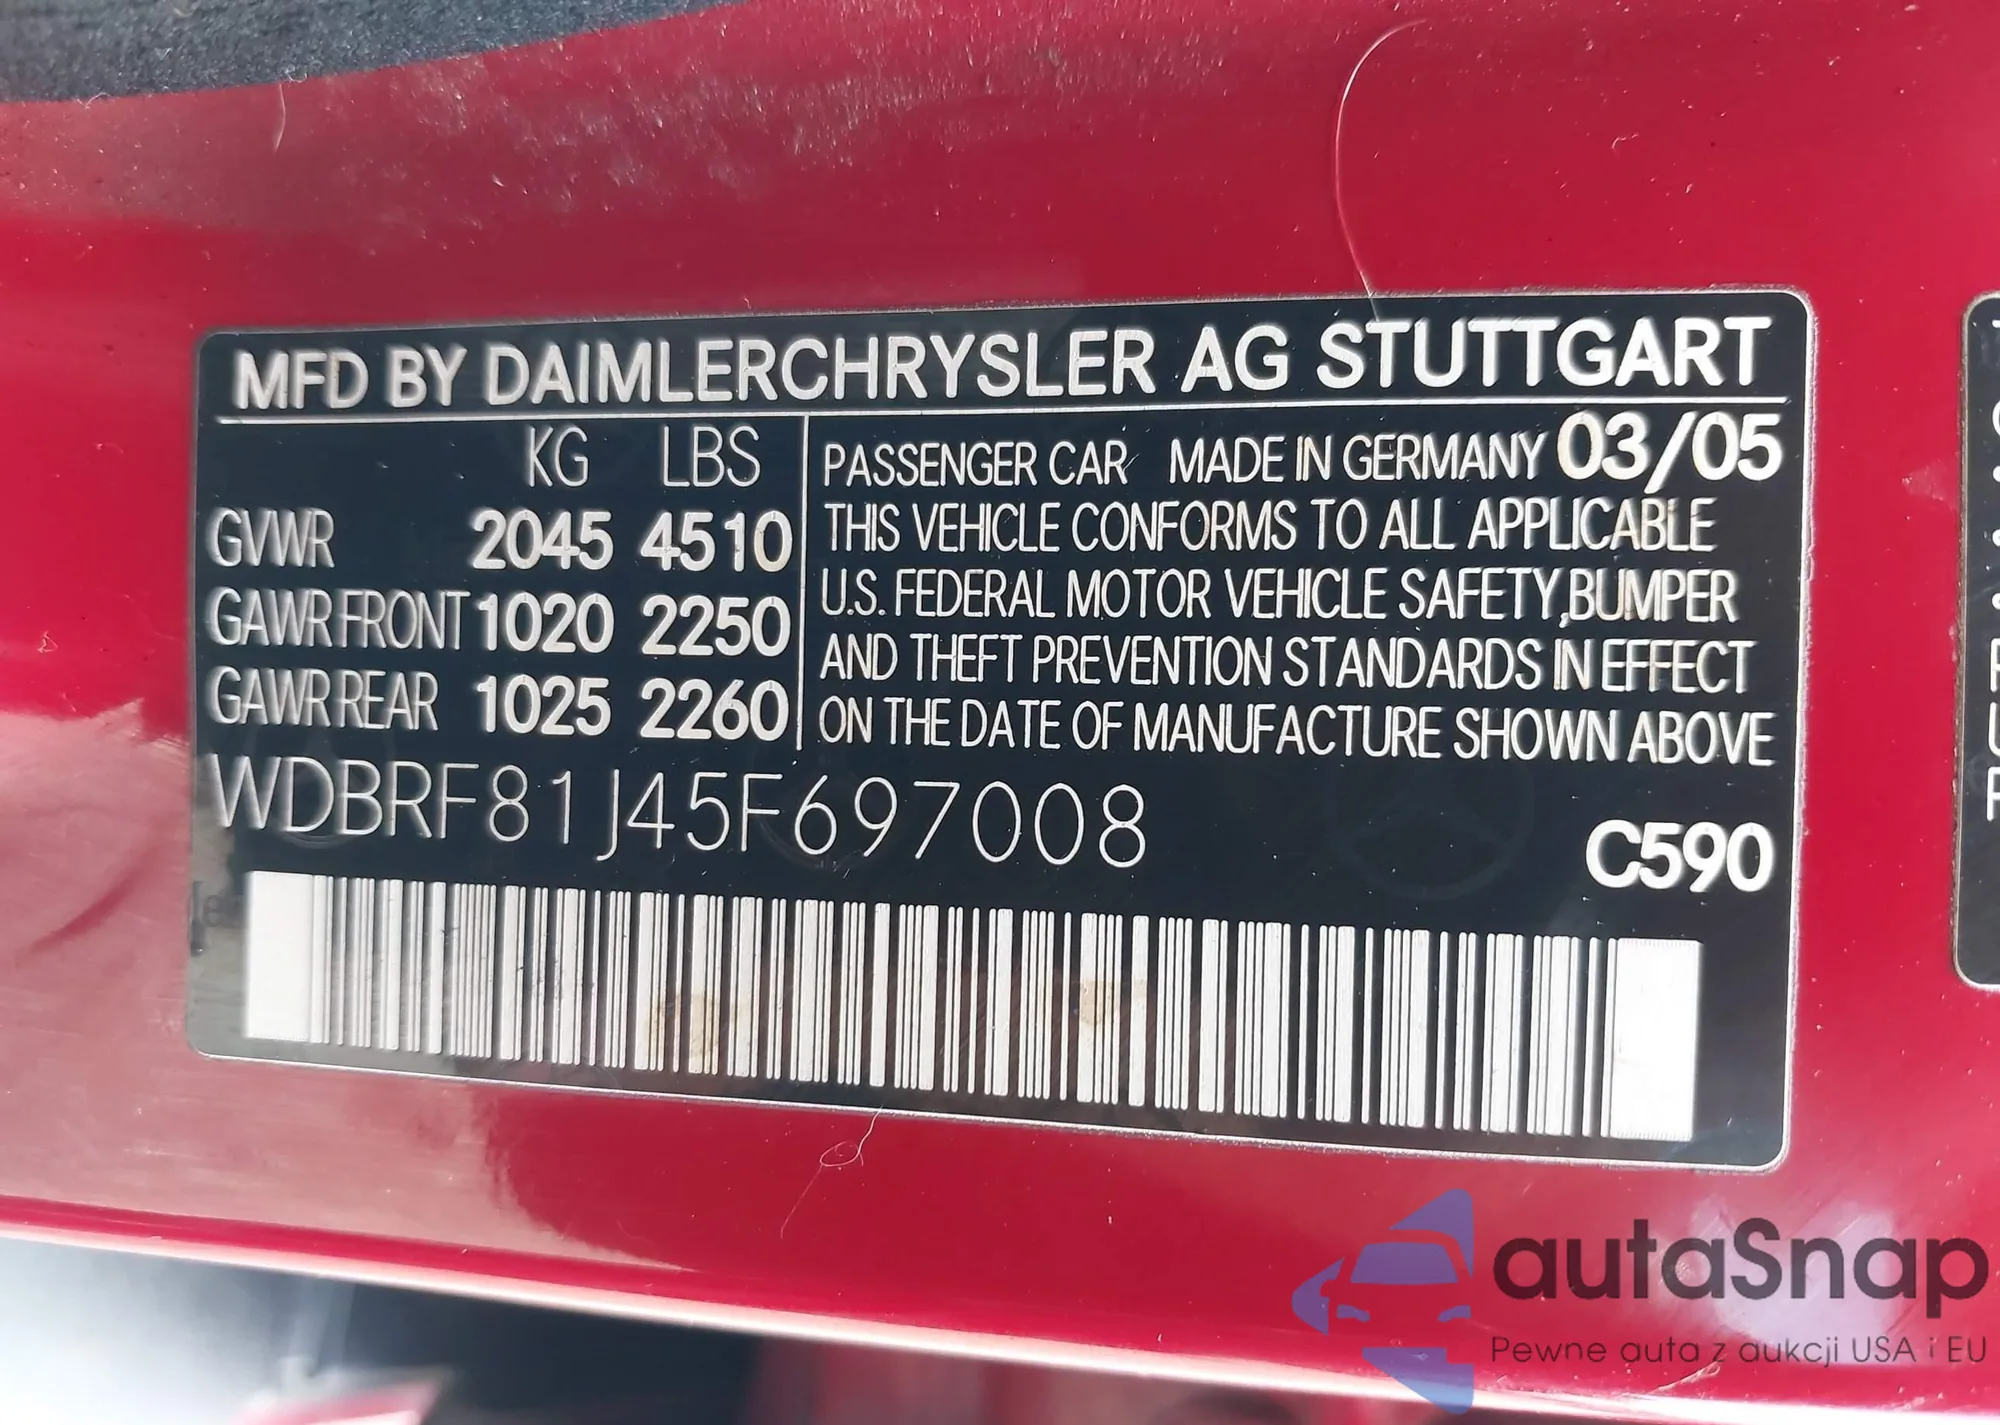 MFD BY DAIMLERCHRYSLER AG STUTTGART
KG LBS
GVWR 2045 4510
GAWR FRONT 1020 2250
GAWR REAR 1025 2260
PASSENGER CAR MADE IN GERMANY 03/05
THIS VEHICLE CONFORMS TO ALL APPLICABLE
U.S. FEDERAL MOTOR VEHICLE SAFETY,BUMPER
AND THEFT PREVENTION STANDARDS IN EFFECT
ON THE DATE OF MANUFACTURE SHOWN ABOVE
WDBRF81J45F697008
C590
autaSnap
Pewne auta z aukcji USA i EU